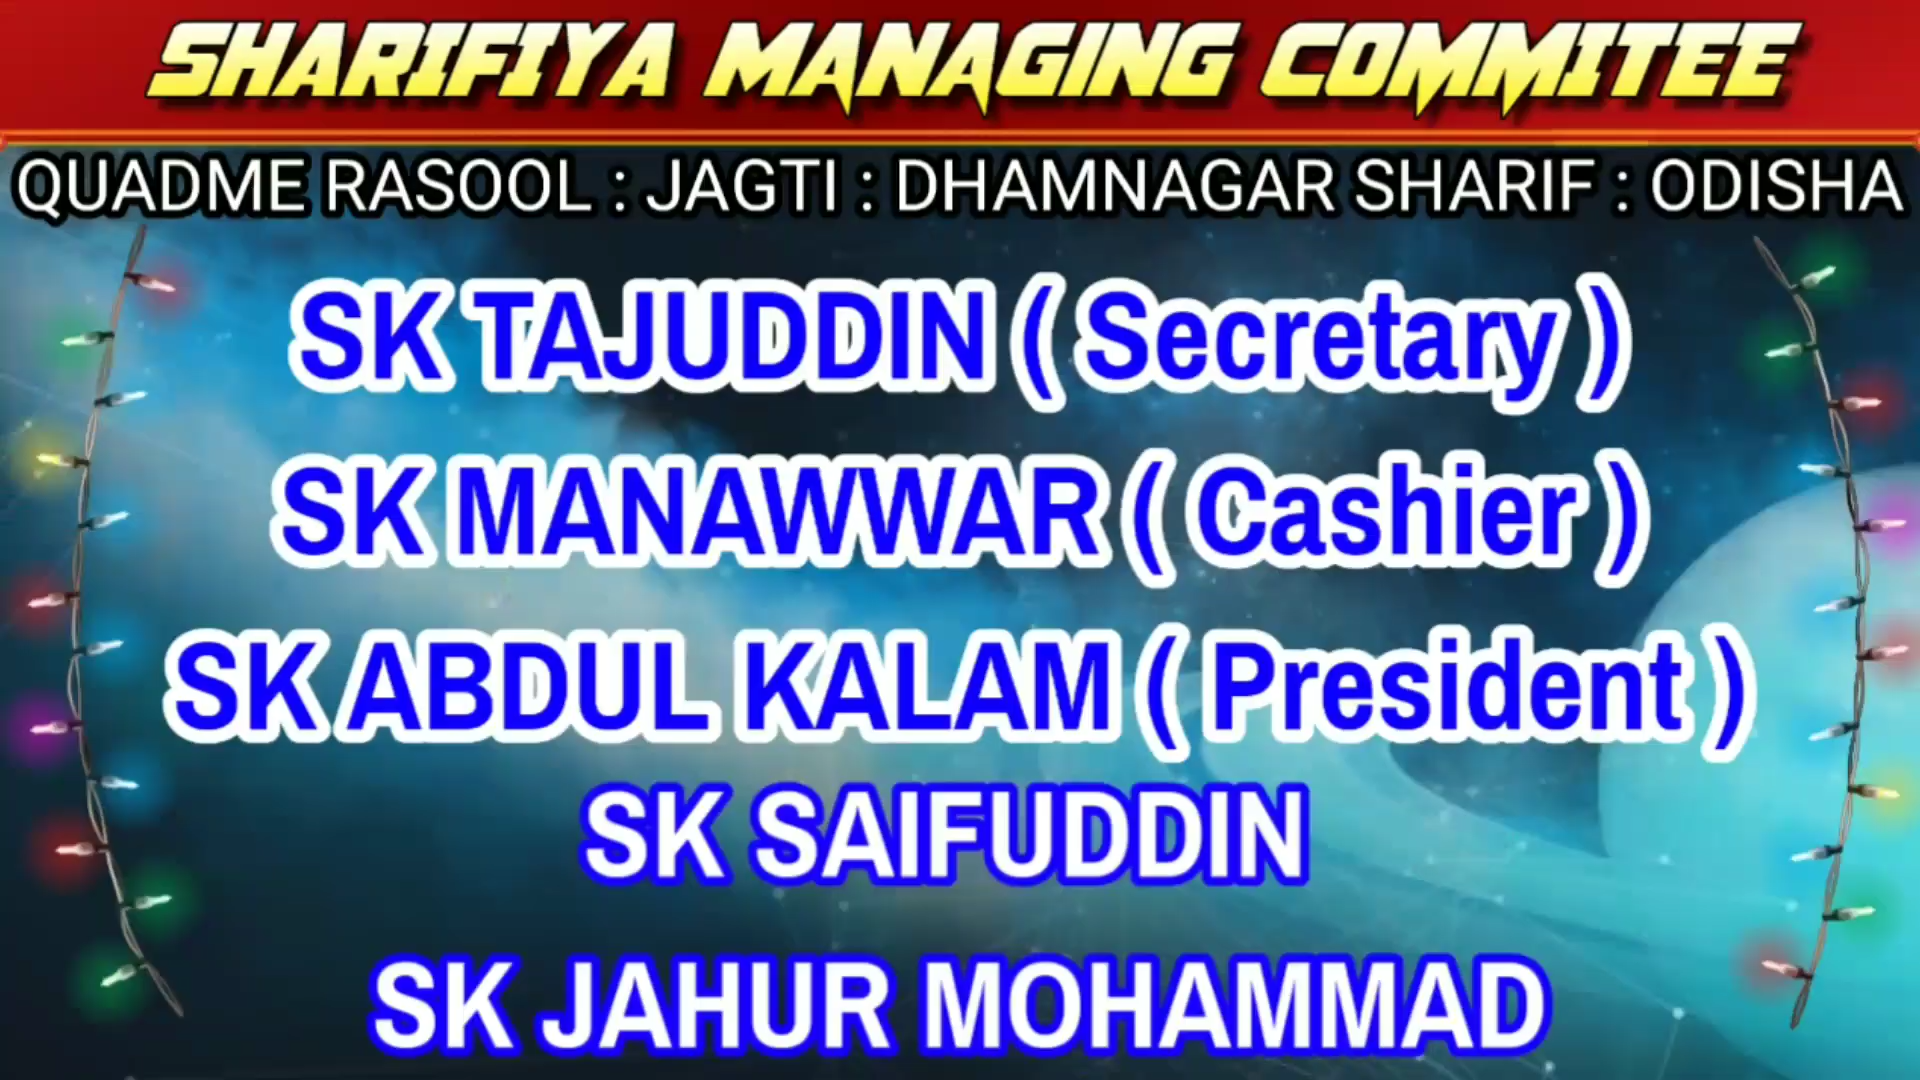 SHARIFIYA MANAGING COMMITEE
QUADME RASOOL : JAGTI : DHAMNAGAR SHARIF : ODISHA
SK TAJUDDIN ( Secretary )
SK MANAWWAR ( Cashier )
SK ABDUL KALAM ( President )
SK SAIFUDDIN
SK JAHUR MOHAMMAD